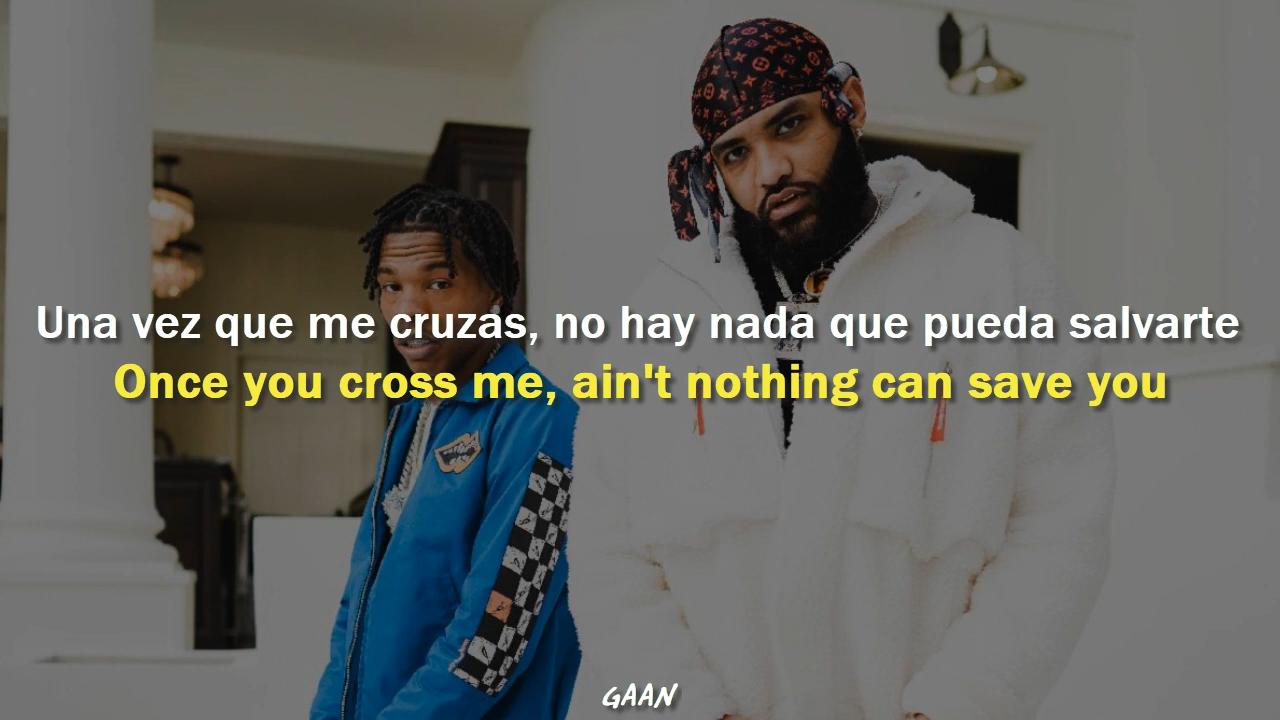 Una vez que me cruzas, no hay nada que pueda salvarte
Once you cross me, ain't nothing can save you
GAAN